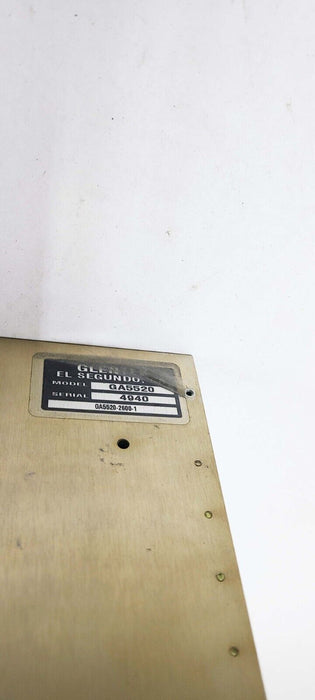 EL SEGUNDO,
MODEL GA5520
SERIAL 4940
GA5520-2600-1